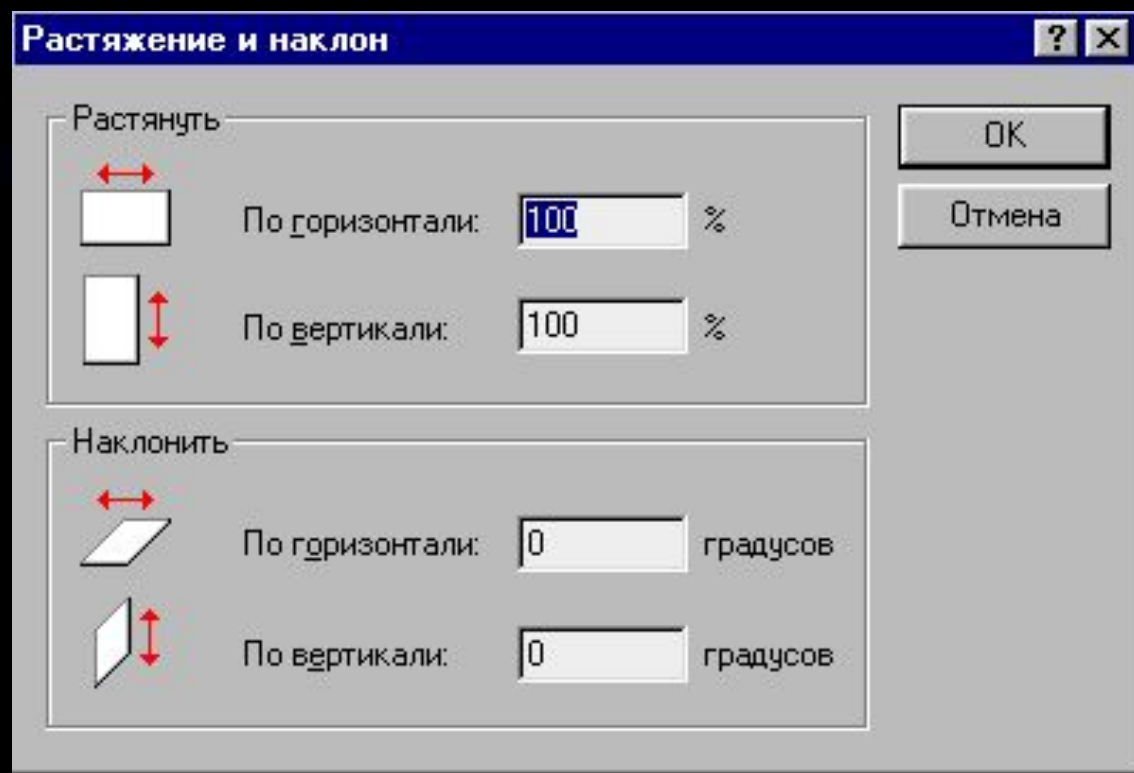 Растяжение и наклон ? ×
Растянуть
По горизонтали: 100 %
По вертикали: 100 %
Наклонить
По горизонтали: 0 градусов
По вертикали: 0 градусов
OK
Отмена